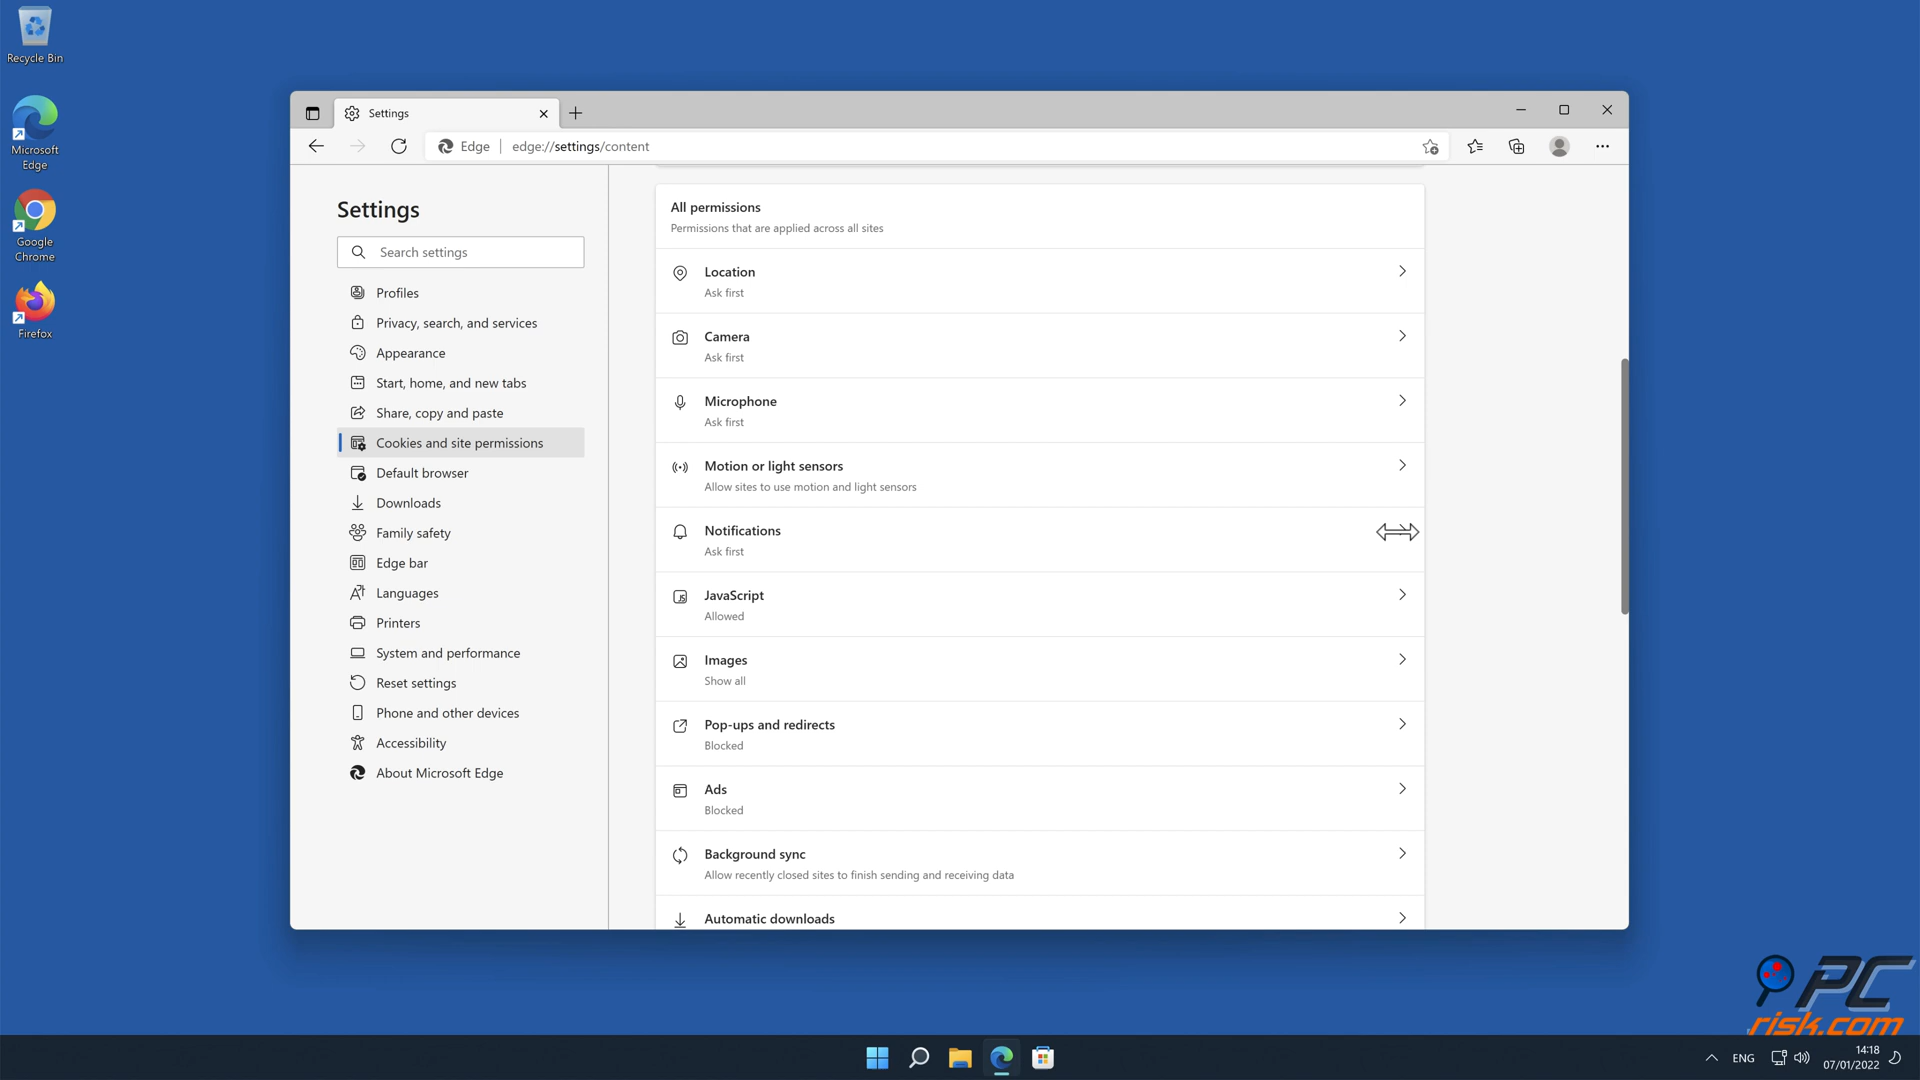 Recycle Bin
Microsoft
Edge
Google
Chrome
Firefox
Settings
Edge
edge://settings/content
Settings
Search settings
Profiles
Privacy, search, and services
Appearance
Start, home, and new tabs
Share, copy and paste
Cookies and site permissions
Default browser
Downloads
Family safety
Edge bar
Languages
Printers
System and performance
Reset settings
Phone and other devices
Accessibility
About Microsoft Edge
All permissions
Permissions that are applied across all sites
Location
Ask first
Camera
Ask first
Microphone
Ask first
Motion or light sensors
Allow sites to use motion and light sensors
Notifications
Ask first
JavaScript
Allowed
Images
Show all
Pop-ups and redirects
Blocked
Ads
Blocked
Background sync
Allow recently closed sites to finish sending and receiving data
Automatic downloads
PC
risk.com
ENG
14:18
07/01/2022